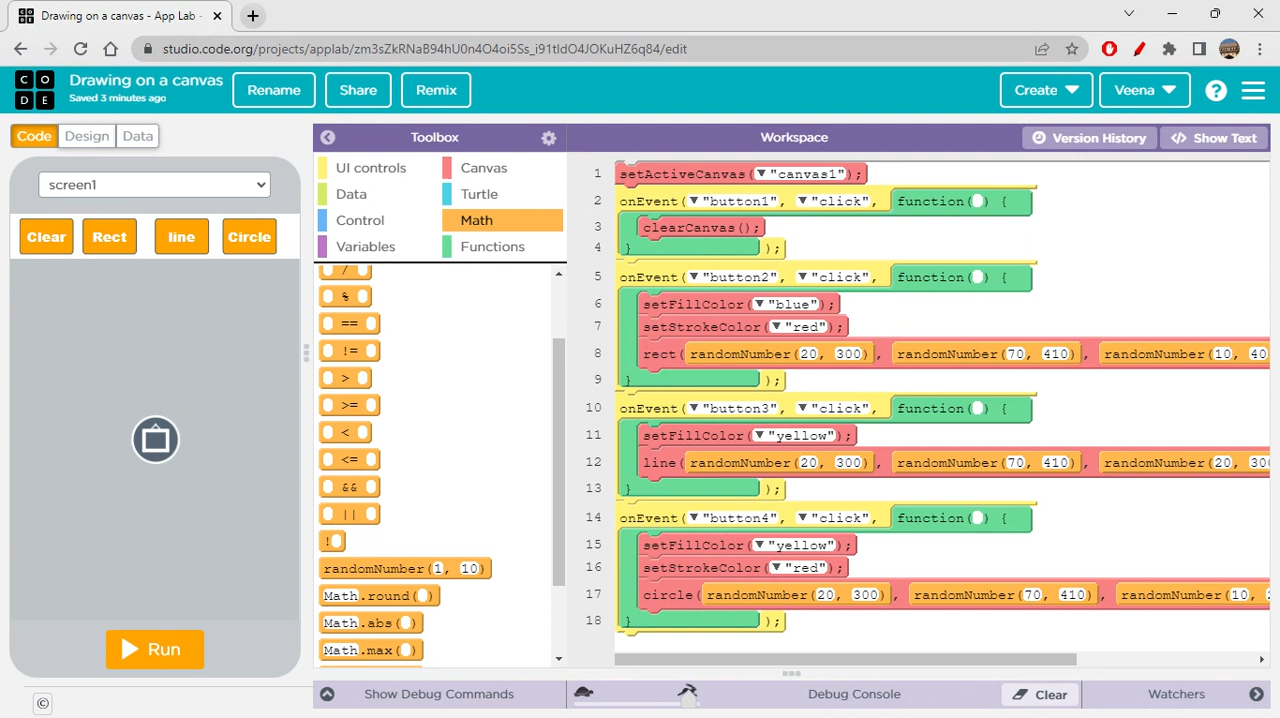 Drawing on a canvas - App Lab -
studio.code.org/projects/applab/zm3sZkRNaB94hU0n4O4oi5Ss_i91tldO4JOKuHZ6q84/edit
CODE
Drawing on a canvas
Saved 3 minutes ago
Rename
Share
Remix
Create
Veena
?
Code
Design
Data
Toolbox
Workspace
Version History
Show Text
screen1
Clear
Rect
line
Circle
Run
©
UI controls
Canvas
Data
Turtle
Control
Math
Variables
Functions
/
%
==
!=
>
>=
<
<=
&&
||
!
randomNumber(1, 10)
Math.round()
Math.abs()
Math.max()
1 setActiveCanvas("canvas1");
2 onEvent("button1", "click", function() {
3 clearCanvas();
4 } );
5 onEvent("button2", "click", function() {
6 setFillColor("blue");
7 setStrokeColor("red");
8 rect(randomNumber(20, 300), randomNumber(70, 410), randomNumber(10, 40
9 } );
10 onEvent("button3", "click", function() {
11 setFillColor("yellow");
12 line(randomNumber(20, 300), randomNumber(70, 410), randomNumber(20, 300
13 } );
14 onEvent("button4", "click", function() {
15 setFillColor("yellow");
16 setStrokeColor("red");
17 circle(randomNumber(20, 300), randomNumber(70, 410), randomNumber(10, 2
18 } );
Show Debug Commands
Debug Console
Clear
Watchers